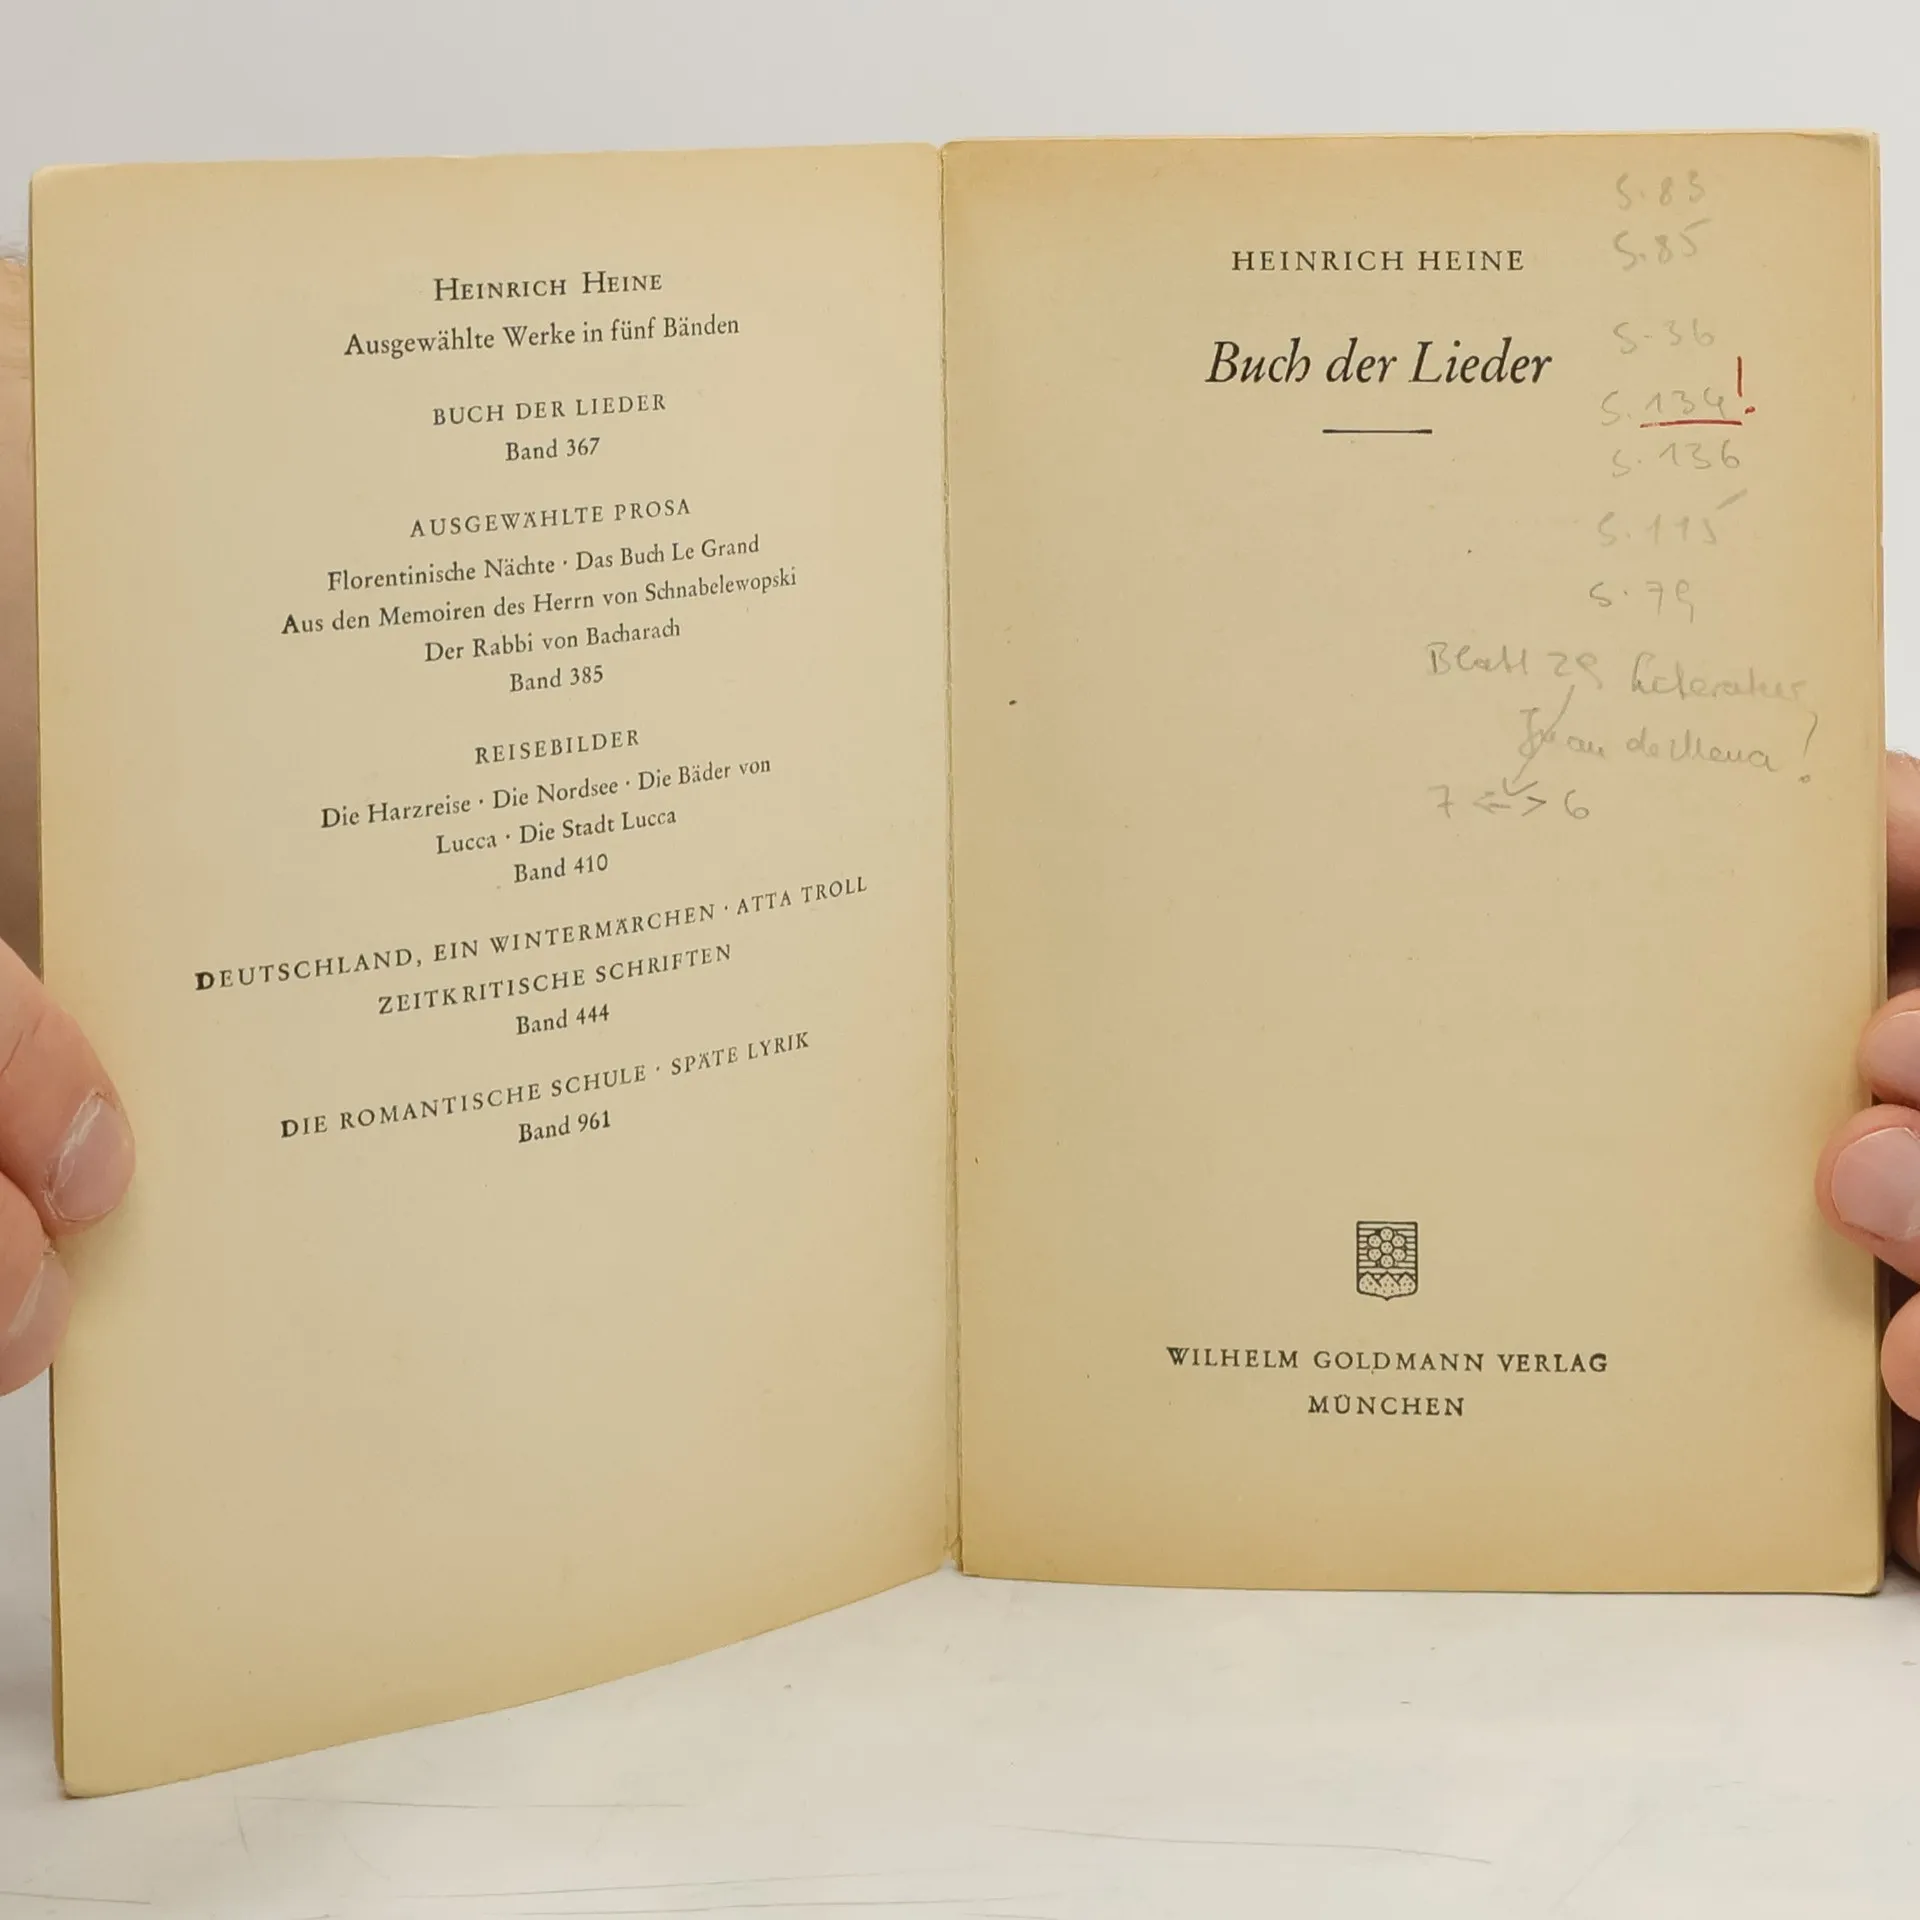 HEINRICH HEINE
Ausgewählte Werke in fünf Bänden
BUCH DER LIEDER
Band 367
AUSGEWÄHLTE PROSA
Florentinische Nächte · Das Buch Le Grand
Aus den Memoiren des Herrn von Schnabelewopski
Der Rabbi von Bacharach
Band 385
REISEBILDER
Die Harzreise · Die Nordsee · Die Bäder von
Lucca · Die Stadt Lucca
Band 410
DEUTSCHLAND, EIN WINTERMÄRCHEN · ATTA TROLL
ZEITKRITISCHE SCHRIFTEN
Band 444
DIE ROMANTISCHE SCHULE · SPÄTE LYRIK
Band 961
S. 83
S. 85
HEINRICH HEINE
S. 36
Buch der Lieder
S. 134!
S. 136
S. 115
S. 79
Blatt 29 Literatur
Juan de Mena!
7 <-> 6
WILHELM GOLDMANN VERLAG
MÜNCHEN